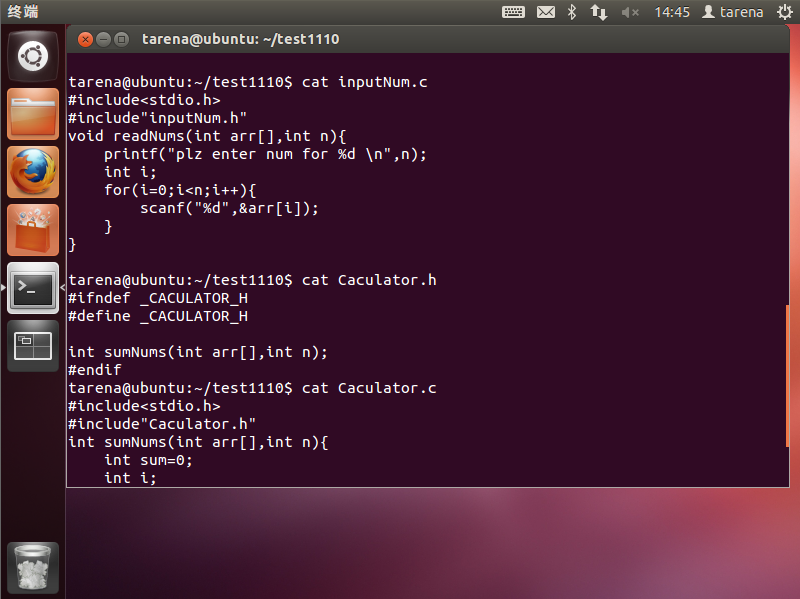 终端
14:45 tarena
tarena@ubuntu: ~/test1110
tarena@ubuntu:~/test1110$ cat inputNum.c
#include<stdio.h>
#include"inputNum.h"
void readNums(int arr[],int n){
    printf("plz enter num for %d \n",n);
    int i;
    for(i=0;i<n;i++){
        scanf("%d",&arr[i]);
    }
}
tarena@ubuntu:~/test1110$ cat Caculator.h
#ifndef _CACULATOR_H
#define _CACULATOR_H
int sumNums(int arr[],int n);
#endif
tarena@ubuntu:~/test1110$ cat Caculator.c
#include<stdio.h>
#include"Caculator.h"
int sumNums(int arr[],int n){
    int sum=0;
    int i;